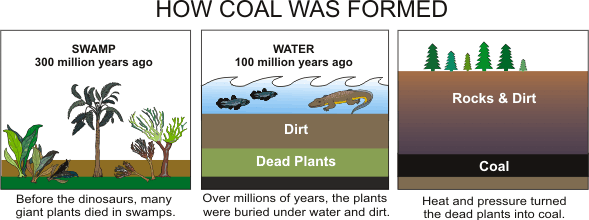 HOW COAL WAS FORMED
SWAMP
300 million years ago
Before the dinosaurs, many
giant plants died in swamps.
WATER
100 million years ago
Dirt
Dead Plants
Over millions of years, the plants
were buried under water and dirt.
Rocks & Dirt
Coal
Heat and pressure turned
the dead plants into coal.